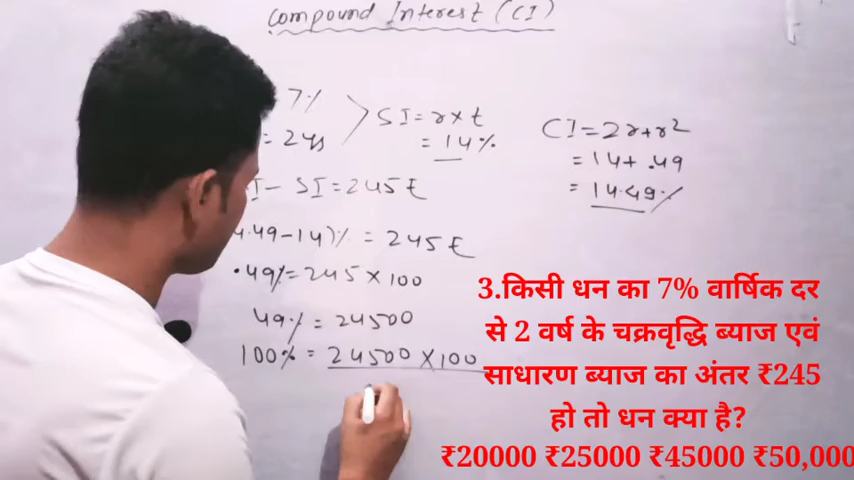 Compound Interest (CI)
7%
= 2 yrs
SI = r × t
= 14%
CI = 2r + r²
= 14 + .49
= 14.49%
I - SI = 245 ₹
4.49 - 14)% = 245 ₹
.49% = 245 × 100
49% = 24500
100% = 24500 × 100
3.किसी धन का 7% वार्षिक दर
से 2 वर्ष के चक्रवृद्धि ब्याज एवं
साधारण ब्याज का अंतर ₹245
हो तो धन क्या है?
₹20000 ₹25000 ₹45000 ₹50,000